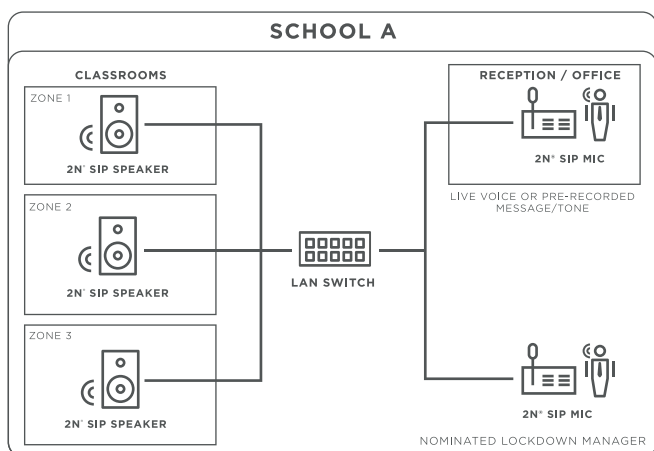 SCHOOL A
CLASSROOMS
ZONE 1
2N® SIP SPEAKER
ZONE 2
2N® SIP SPEAKER
ZONE 3
2N® SIP SPEAKER
LAN SWITCH
RECEPTION / OFFICE
2N® SIP MIC
LIVE VOICE OR PRE-RECORDED
MESSAGE/TONE
2N® SIP MIC
NOMINATED LOCKDOWN MANAGER